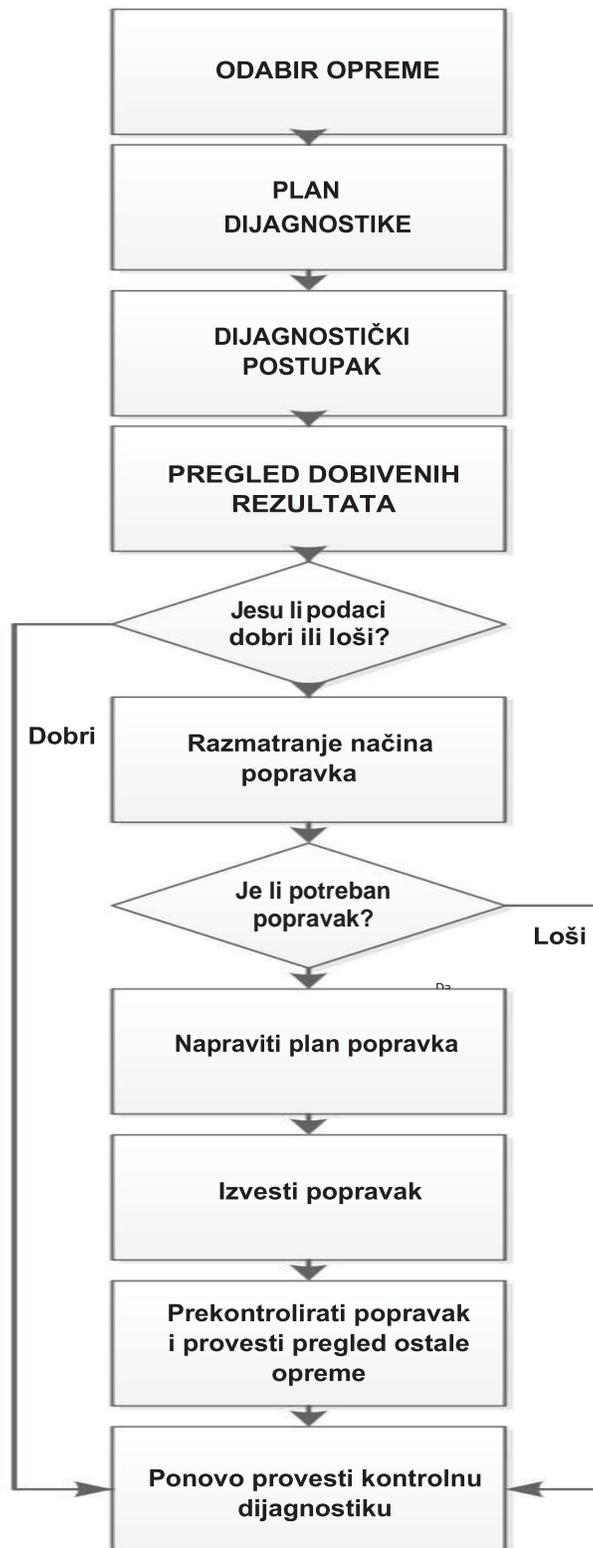 ODABIR OPREME
PLAN
DIJAGNOSTIKE
DIJAGNOSTIČKI
POSTUPAK
PREGLED DOBIVENIH
REZULTATA
Jesu li podaci
dobri ili loši?
Dobri
Razmatranje načina
popravka
Je li potreban
popravak?
Loši
Da
Napraviti plan popravka
Izvesti popravak
Prekontrolirati popravak
i provesti pregled ostale
opreme
Ponovo provesti kontrolnu
dijagnostiku